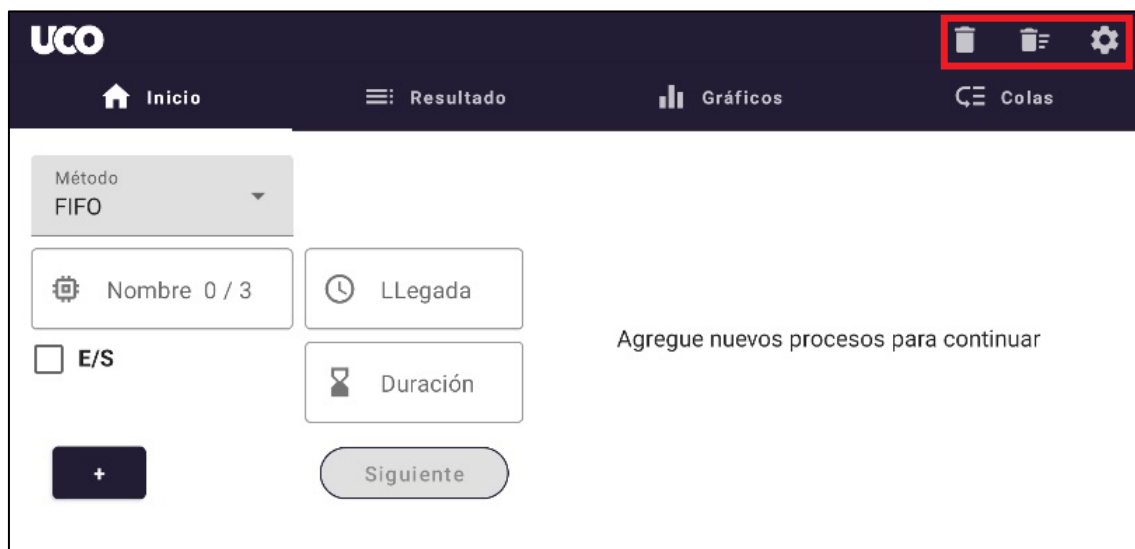 UCO
Inicio
Resultado
Gráficos
Colas
Método
FIFO
Nombre 0 / 3
LLegada
E/S
Duración
Agregue nuevos procesos para continuar
+
Siguiente